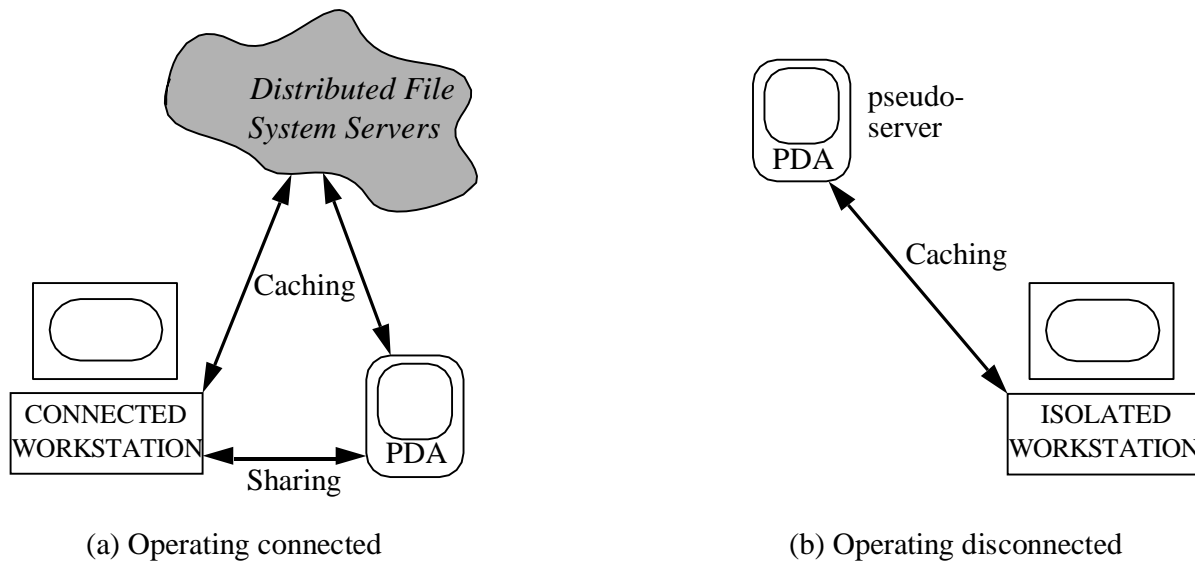 Distributed File
System Servers
Caching
CONNECTED
WORKSTATION
PDA
Sharing
(a) Operating connected
pseudo-
server
PDA
Caching
ISOLATED
WORKSTATION
(b) Operating disconnected